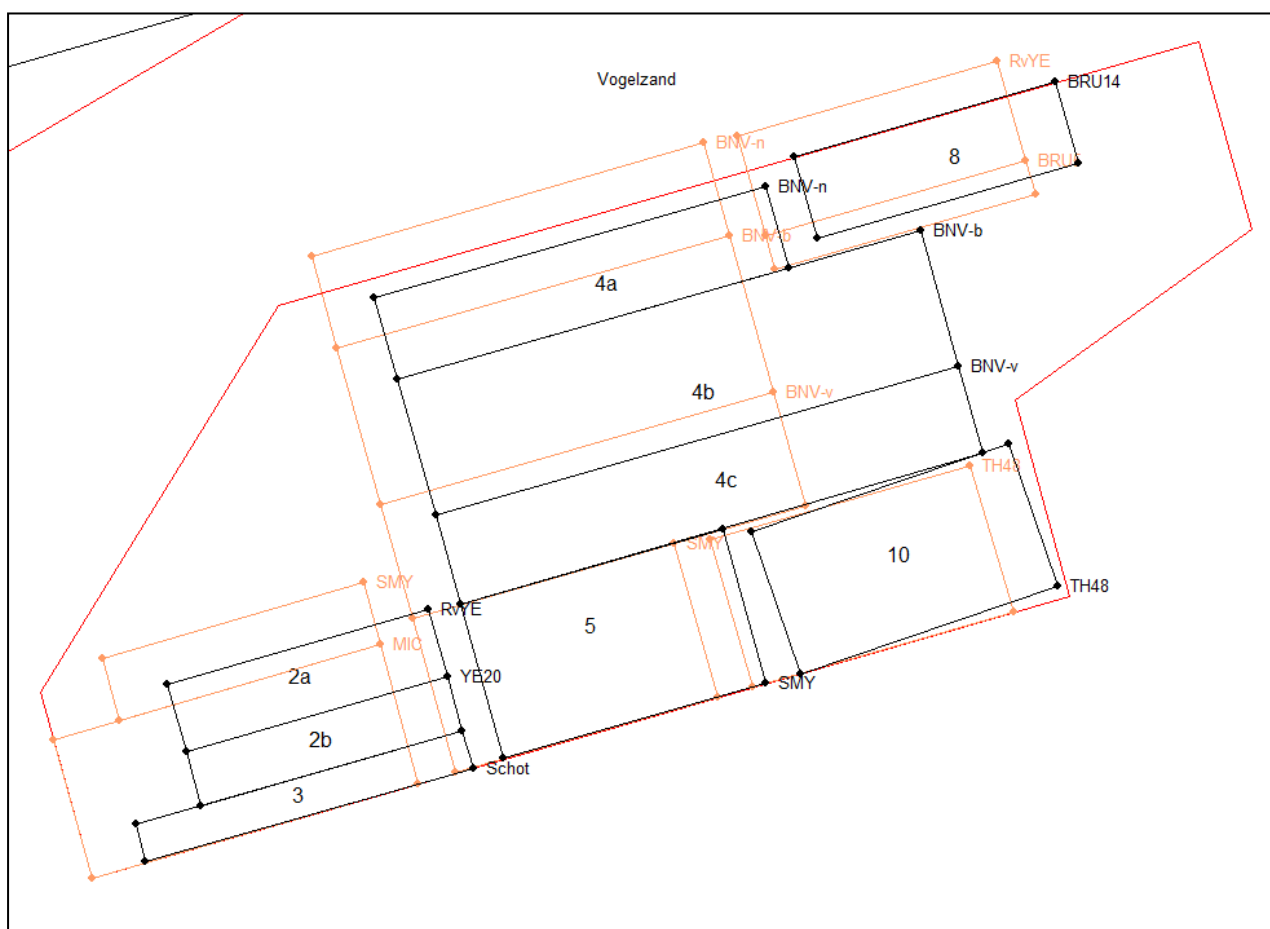 RvYE
Vogelzand
BRU14
BNV-n
8
BNV-n
BNV-b
BNV-b
4a
BNV-v
4b
BNV-v
TH48
4c
SMY
10
SMY
TH48
RvYE
5
MIC
2a
YE20
SMY
2b
Schot
3